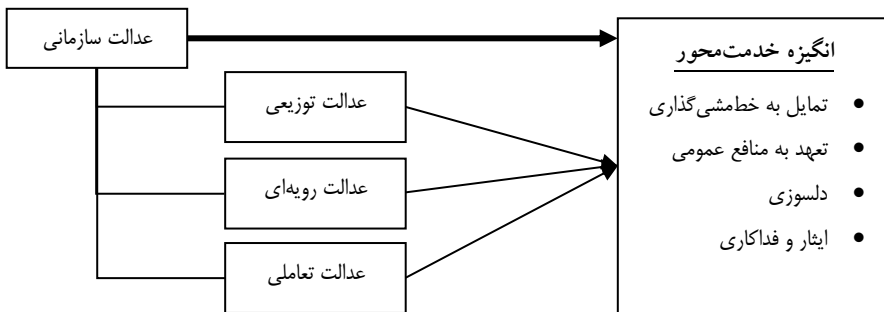 عدالت سازمانی
انگیزه خدمت‌محور
تمایل به خط‌مشی‌گذاری
تعهد به منافع عمومی
دلسوزی
ایثار و فداکاری
عدالت توزیعی
عدالت رویه‌ای
عدالت تعاملی